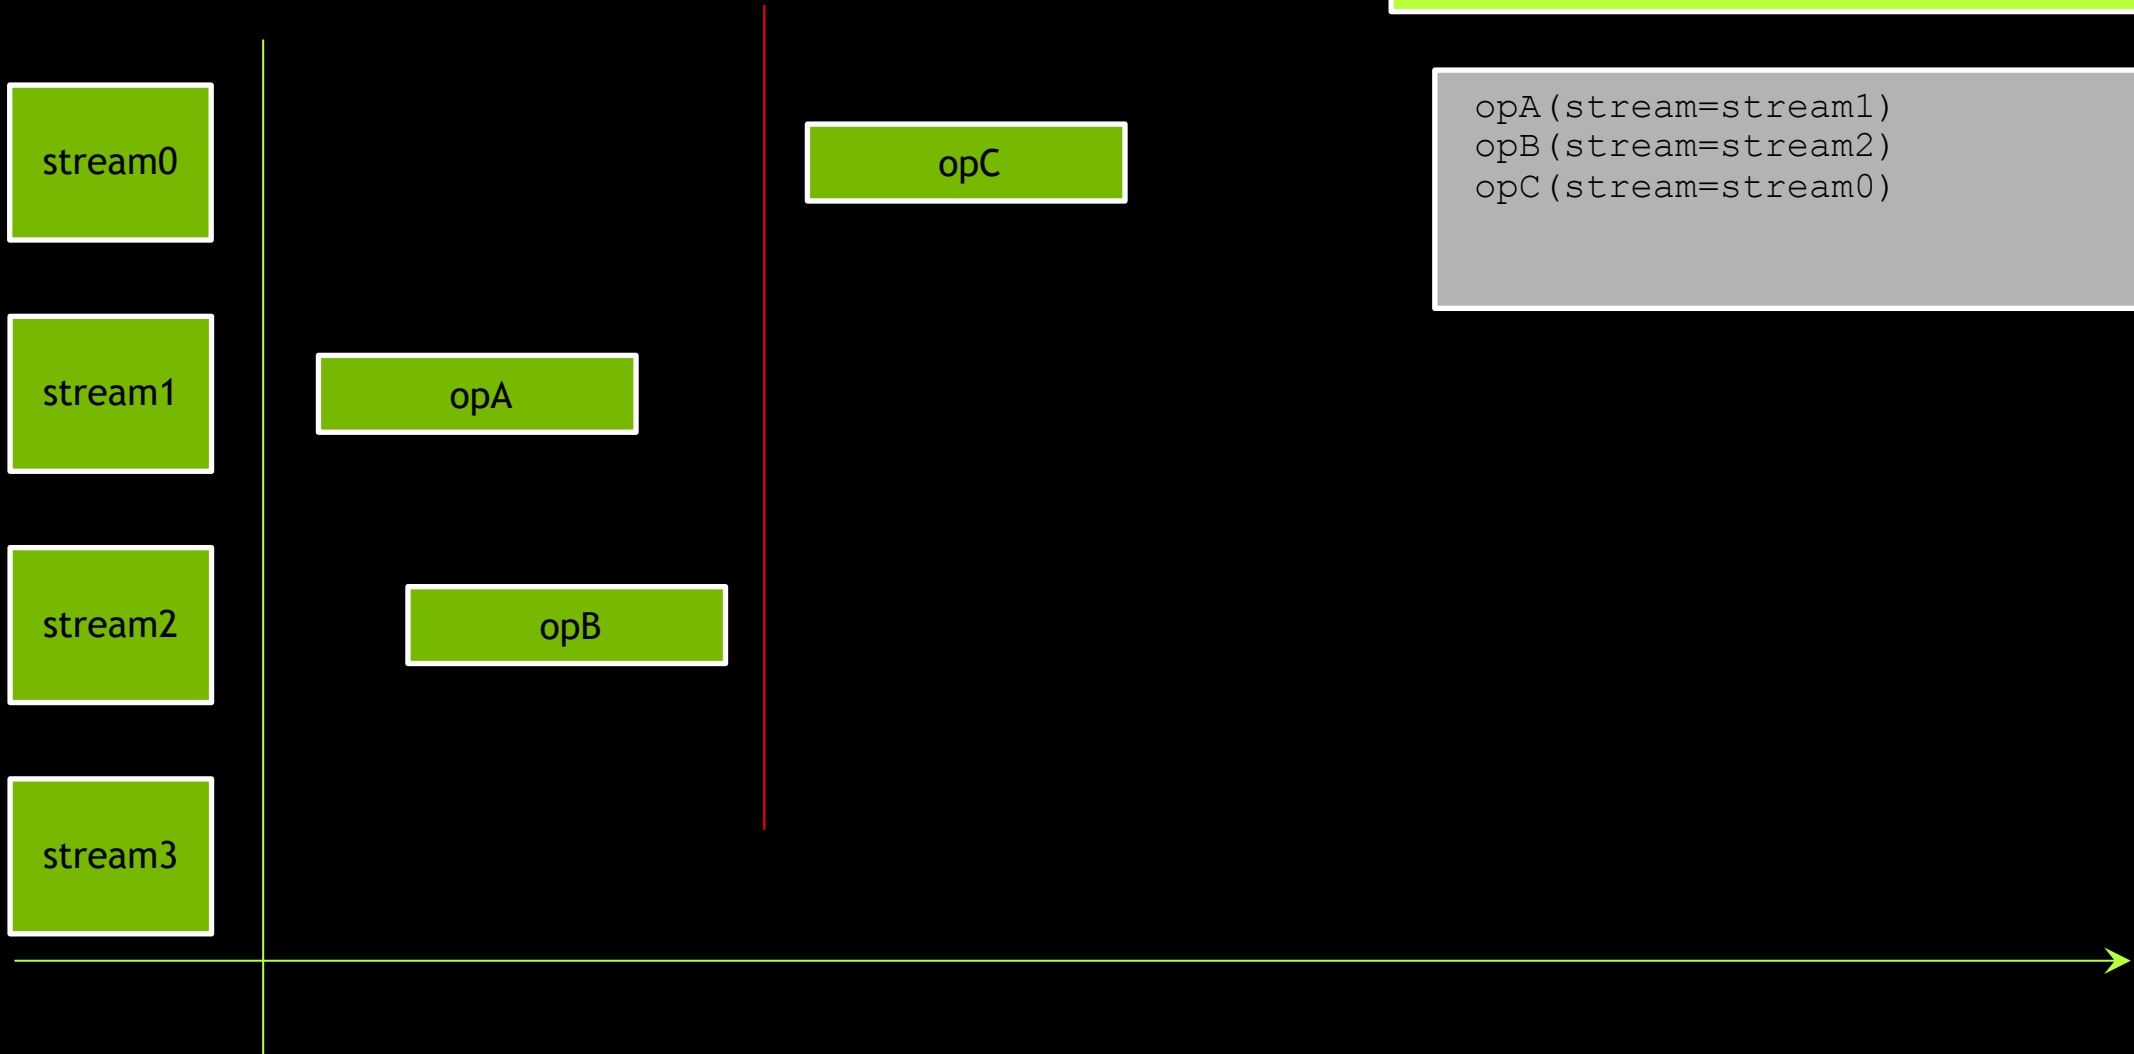 stream0
opC
opA(stream=stream1)
opB(stream=stream2)
opC(stream=stream0)
stream1
opA
stream2
opB
stream3